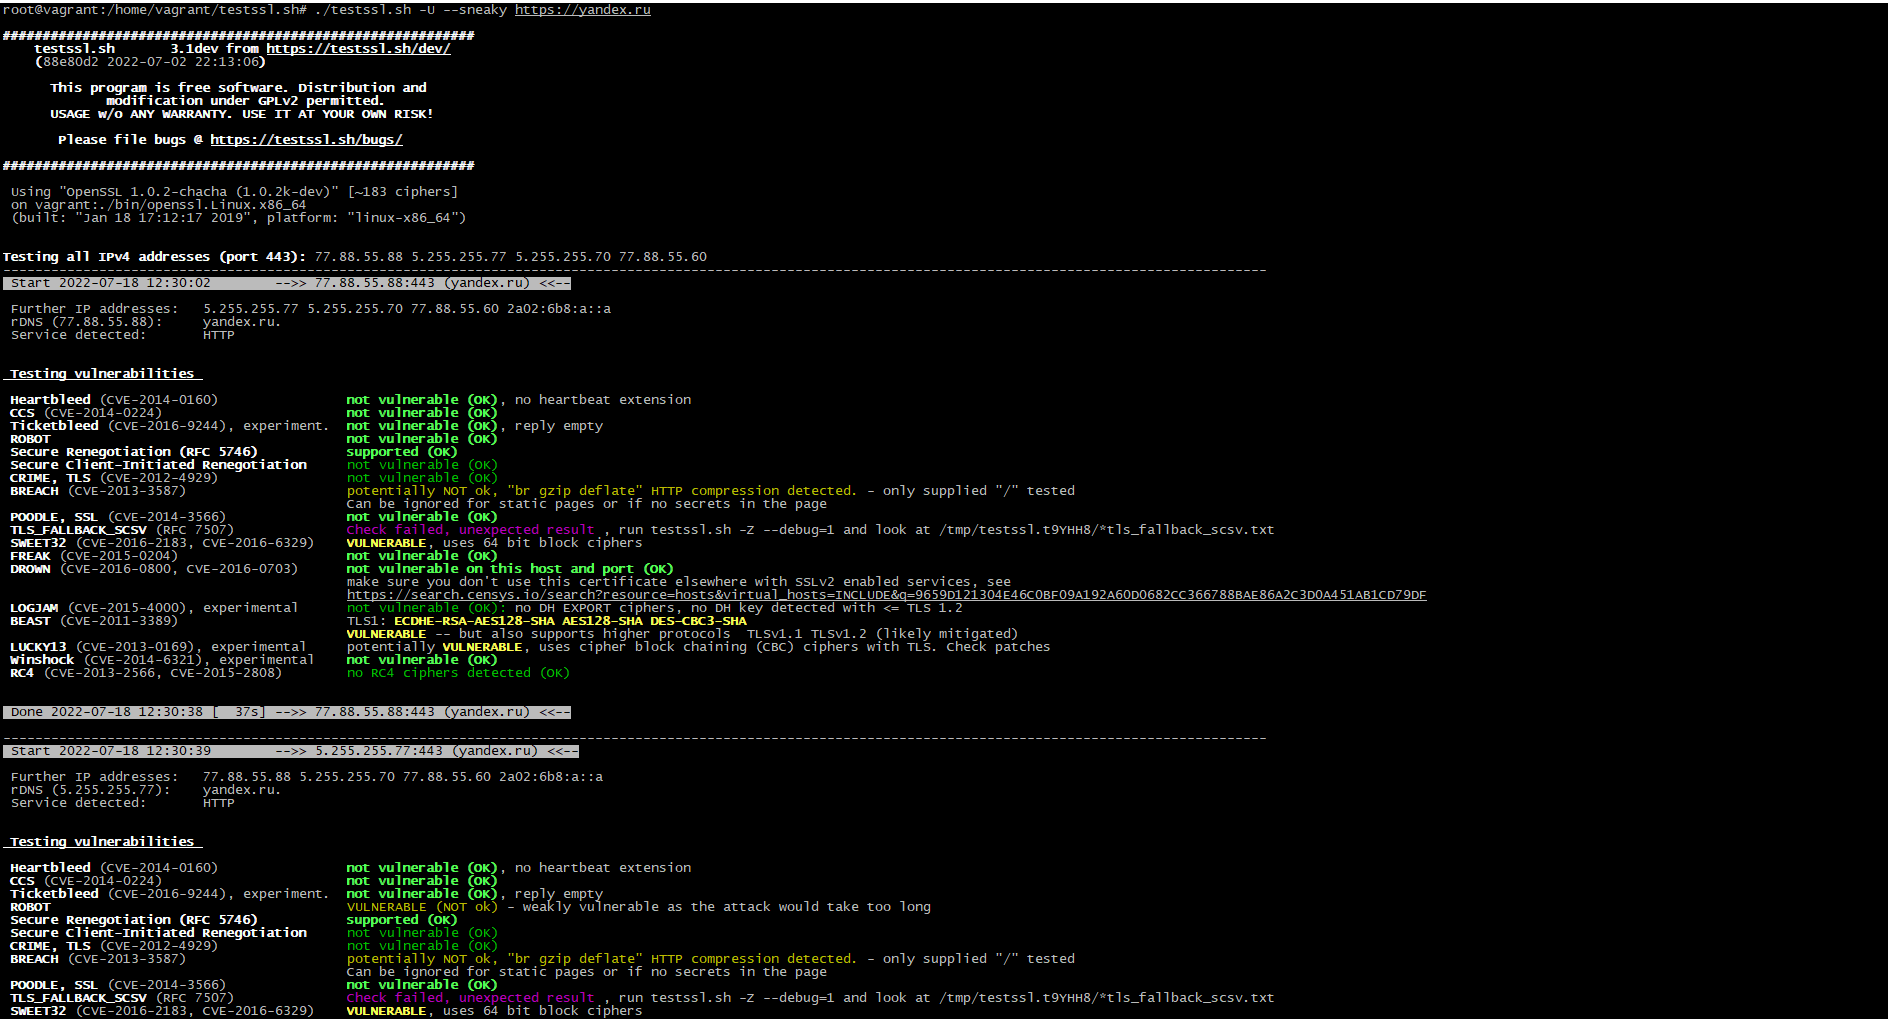 root@vagrant:/home/vagrant/testssl.sh# ./testssl.sh -U --sneaky https://yandex.ru
###########################################################
testssl.sh 3.1dev from https://testssl.sh/dev/
(88e80d2 2022-07-02 22:13:06)
This program is free software. Distribution and
modification under GPLv2 permitted.
USAGE w/o ANY WARRANTY. USE IT AT YOUR OWN RISK!
Please file bugs @ https://testssl.sh/bugs/
###########################################################
Using "OpenSSL 1.0.2-chacha (1.0.2k-dev)" [~183 ciphers]
on vagrant:./bin/openssl.Linux.x86_64
(built: "Jan 18 17:12:17 2019", platform: "linux-x86_64")
Testing all IPv4 addresses (port 443): 77.88.55.88 5.255.255.77 5.255.255.70 77.88.55.60
--------------------------------------------------------------------------------------------------------------------------------------------------------------
Start 2022-07-18 12:30:02 -->> 77.88.55.88:443 (yandex.ru) <<--
Further IP addresses: 5.255.255.77 5.255.255.70 77.88.55.60 2a02:6b8:a::a
rDNS (77.88.55.88): yandex.ru.
Service detected: HTTP
Testing vulnerabilities
Heartbleed (CVE-2014-0160) not vulnerable (OK), no heartbeat extension
CCS (CVE-2014-0224) not vulnerable (OK)
Ticketbleed (CVE-2016-9244), experiment. not vulnerable (OK), reply empty
ROBOT not vulnerable (OK)
Secure Renegotiation (RFC 5746) supported (OK)
Secure Client-Initiated Renegotiation not vulnerable (OK)
CRIME, TLS (CVE-2012-4929) not vulnerable (OK)
BREACH (CVE-2013-3587) potentially NOT ok, "br gzip deflate" HTTP compression detected. - only supplied "/" tested
Can be ignored for static pages or if no secrets in the page
POODLE, SSL (CVE-2014-3566) not vulnerable (OK)
TLS_FALLBACK_SCSV (RFC 7507) Check failed, unexpected result , run testssl.sh -Z --debug=1 and look at /tmp/testssl.t9YHH8/*tls_fallback_scsv.txt
SWEET32 (CVE-2016-2183, CVE-2016-6329) VULNERABLE, uses 64 bit block ciphers
FREAK (CVE-2015-0204) not vulnerable (OK)
DROWN (CVE-2016-0800, CVE-2016-0703) not vulnerable on this host and port (OK)
make sure you don't use this certificate elsewhere with SSLv2 enabled services, see
https://search.censys.io/search?resource=hosts&virtual_hosts=INCLUDE&q=9659D121304E46C0BF09A192A60D0682CC366788BAE86A2C3D0A451AB1CD79DF
LOGJAM (CVE-2015-4000), experimental not vulnerable (OK): no DH EXPORT ciphers, no DH key detected with <= TLS 1.2
BEAST (CVE-2011-3389) TLS1: ECDHE-RSA-AES128-SHA AES128-SHA DES-CBC3-SHA
VULNERABLE -- but also supports higher protocols TLSv1.1 TLSv1.2 (likely mitigated)
LUCKY13 (CVE-2013-0169), experimental potentially VULNERABLE, uses cipher block chaining (CBC) ciphers with TLS. Check patches
Winshock (CVE-2014-6321), experimental not vulnerable (OK)
RC4 (CVE-2013-2566, CVE-2015-2808) no RC4 ciphers detected (OK)
Done 2022-07-18 12:30:38 [ 37s] -->> 77.88.55.88:443 (yandex.ru) <<--
--------------------------------------------------------------------------------------------------------------------------------------------------------------
Start 2022-07-18 12:30:39 -->> 5.255.255.77:443 (yandex.ru) <<--
Further IP addresses: 77.88.55.88 5.255.255.70 77.88.55.60 2a02:6b8:a::a
rDNS (5.255.255.77): yandex.ru.
Service detected: HTTP
Testing vulnerabilities
Heartbleed (CVE-2014-0160) not vulnerable (OK), no heartbeat extension
CCS (CVE-2014-0224) not vulnerable (OK)
Ticketbleed (CVE-2016-9244), experiment. not vulnerable (OK), reply empty
ROBOT VULNERABLE (NOT ok) - weakly vulnerable as the attack would take too long
Secure Renegotiation (RFC 5746) supported (OK)
Secure Client-Initiated Renegotiation not vulnerable (OK)
CRIME, TLS (CVE-2012-4929) not vulnerable (OK)
BREACH (CVE-2013-3587) potentially NOT ok, "br gzip deflate" HTTP compression detected. - only supplied "/" tested
Can be ignored for static pages or if no secrets in the page
POODLE, SSL (CVE-2014-3566) not vulnerable (OK)
TLS_FALLBACK_SCSV (RFC 7507) Check failed, unexpected result , run testssl.sh -Z --debug=1 and look at /tmp/testssl.t9YHH8/*tls_fallback_scsv.txt
SWEET32 (CVE-2016-2183, CVE-2016-6329) VULNERABLE, uses 64 bit block ciphers